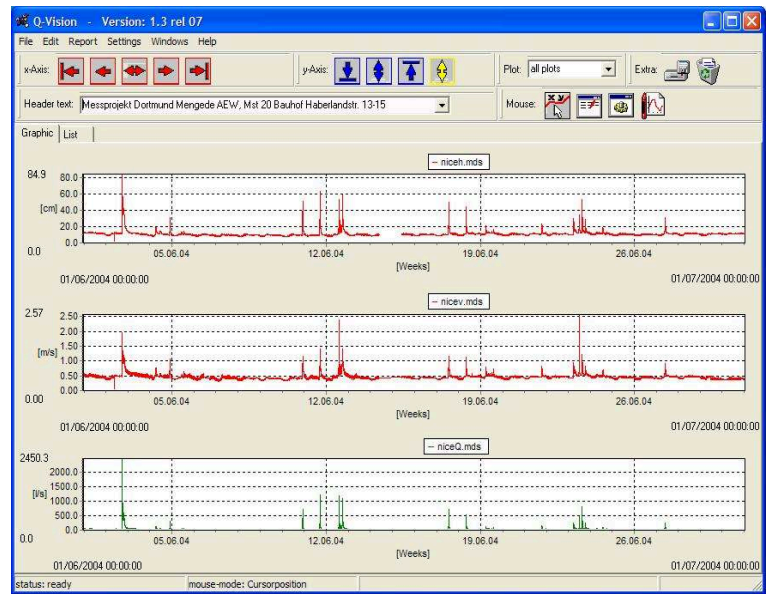 Q-Vision - Version: 1.3 rel 07
File Edit Report Settings Windows Help
x-Axis: y-Axis: Plot: all plots Extra:
Header text: Messprojekt Dortmund Mengede AEW, Mst 20 Bauhof Haberlandstr. 13-15 Mouse: X Y
Graphic List
niceh.mds
84.9
80.0
60.0
[cm] 40.0
20.0
0.0
0.0
05.06.04 12.06.04 19.06.04 26.06.04
[Weeks]
01/06/2004 00:00:00 01/07/2004 00:00:00
nicev.mds
2.57
2.50
2.00
1.50
[m/s]
1.00
0.50
0.00
0.00
05.06.04 12.06.04 19.06.04 26.06.04
[Weeks]
01/06/2004 00:00:00 01/07/2004 00:00:00
niceQ.mds
2450.3
2000.0
[l/s] 1500.0
1000.0
500.0
0.0
0.0
05.06.04 12.06.04 19.06.04 26.06.04
[Weeks]
01/06/2004 00:00:00 01/07/2004 00:00:00
status: ready mouse-mode: Cursorposition